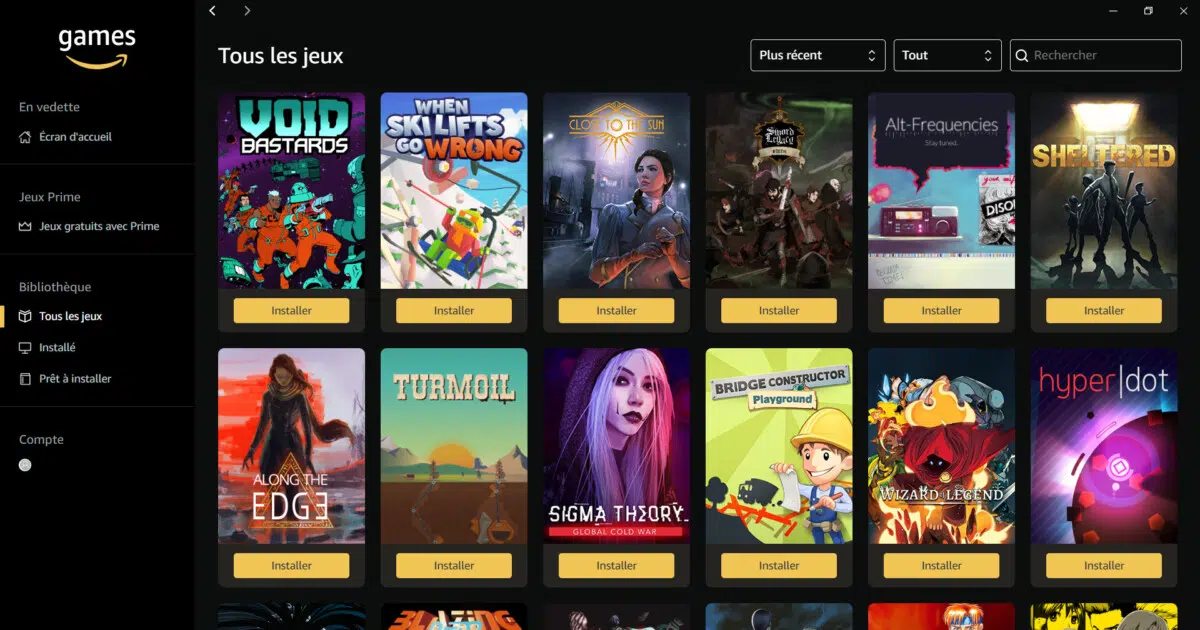 games
En vedette
Écran d'accueil
Jeux Prime
Jeux gratuits avec Prime
Bibliothèque
Tous les jeux
Installé
Prêt à installer
Compte
Tous les jeux
Plus récent
Tout
Rechercher
VOID
BASTARDS
WHEN
SKI LIFTS
GO WRONG
CLOSE TO THE SUN
Sword
Legacy
Alt-Frequencies
Stay tuned.
SHELTERED
Installer
Installer
Installer
Installer
Installer
Installer
ALONG THE
EDGE
TURMOIL
SIGMA THEORY
GLOBAL COLD WAR
BRIDGE CONSTRUCTOR
Playground
WIZARD OF LEGEND
hyper|dot
Installer
Installer
Installer
Installer
Installer
Installer
BLAZING